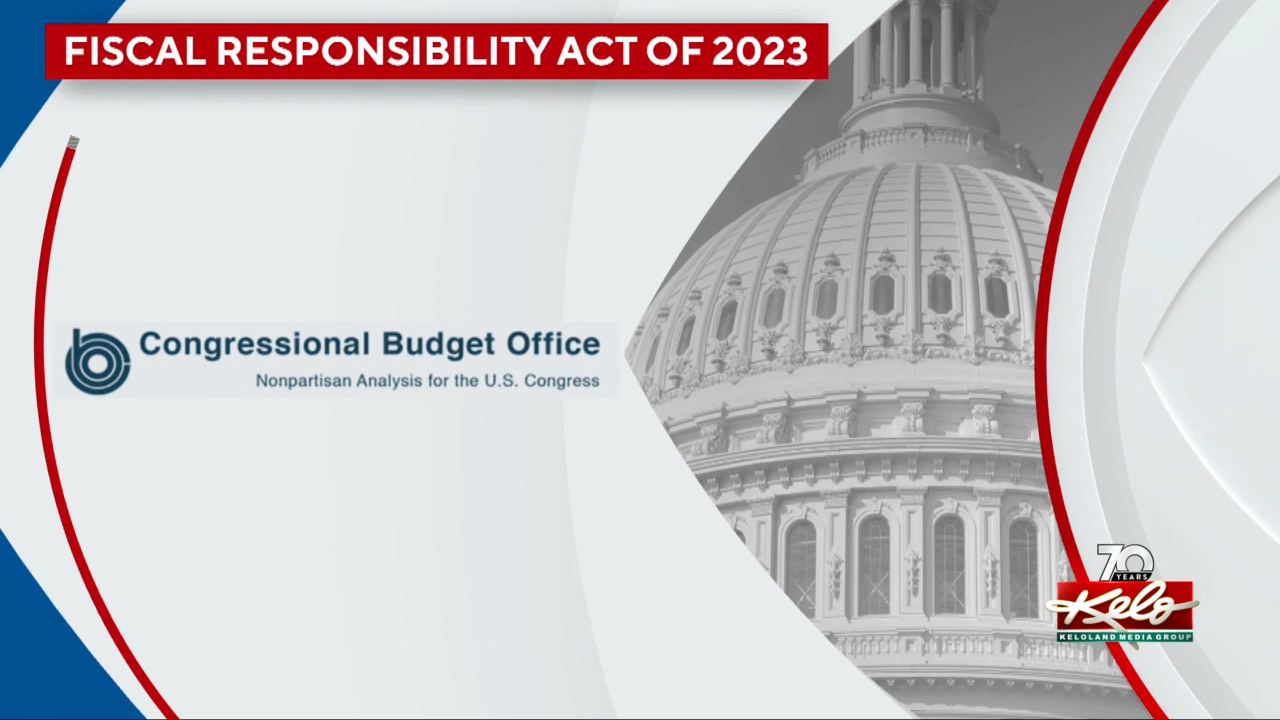 FISCAL RESPONSIBILITY ACT OF 2023
Congressional Budget Office
Nonpartisan Analysis for the U.S. Congress
70
YEARS
Kelo
KELOLAND MEDIA GROUP